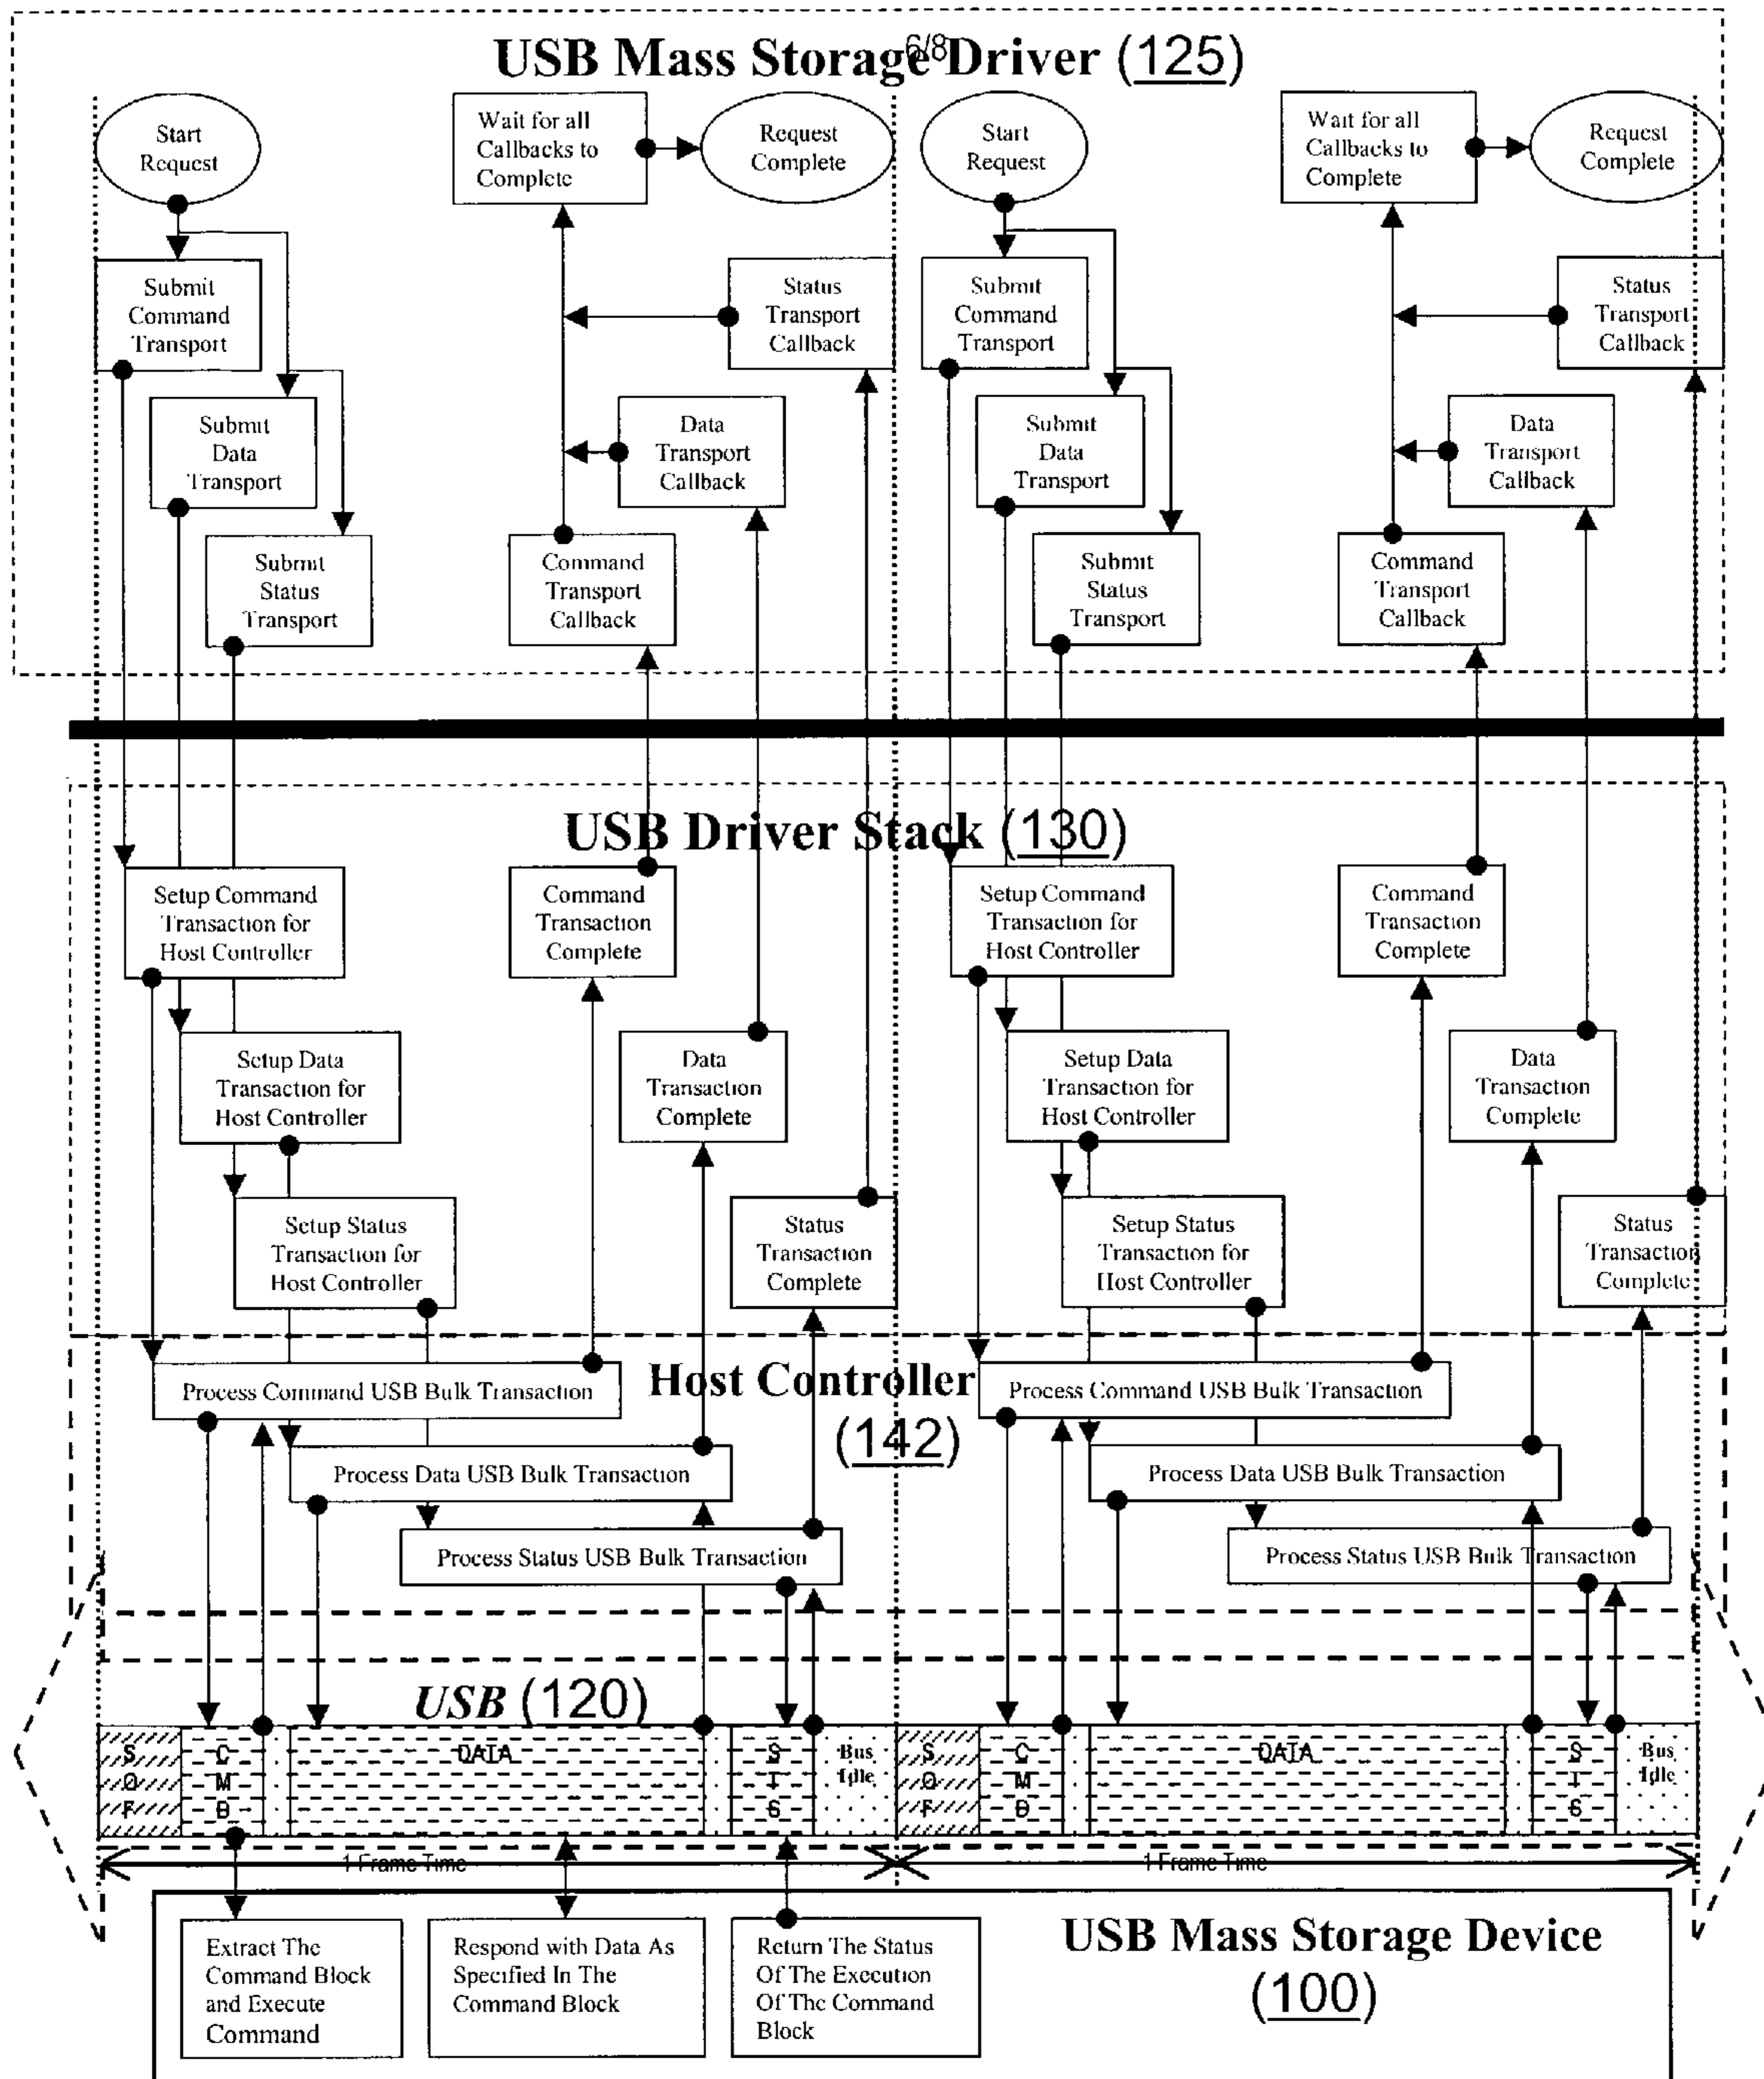 6/8
USB Mass Storage Driver (125)
Start
Request
Wait for all
Callbacks to
Complete
Request
Complete
Start
Request
Wait for all
Callbacks to
Complete
Request
Complete
Submit
Command
Transport
Status
Transport
Callback
Submit
Command
Transport
Status
Transport
Callback
Submit
Data
Transport
Data
Transport
Callback
Submit
Data
Transport
Data
Transport
Callback
Submit
Status
Transport
Command
Transport
Callback
Submit
Status
Transport
Command
Transport
Callback
USB Driver Stack (130)
Setup Command
Transaction for
Host Controller
Command
Transaction
Complete
Setup Command
Transaction for
Host Controller
Command
Transaction
Complete
Setup Data
Transaction for
Host Controller
Data
Transaction
Complete
Setup Data
Transaction for
Host Controller
Data
Transaction
Complete
Setup Status
Transaction for
Host Controller
Status
Transaction
Complete
Setup Status
Transaction for
Host Controller
Status
Transaction
Complete
Host Controller
(142)
Process Command USB Bulk Transaction
Process Command USB Bulk Transaction
Process Data USB Bulk Transaction
Process Data USB Bulk Transaction
Process Status USB Bulk Transaction
Process Status USB Bulk Transaction
USB (120)
SOF
CMD
DATA
STS
Bus
Idle
SOF
CMD
DATA
STS
Bus
Idle
1 Frame Time
1 Frame Time
Extract The
Command Block
and Execute
Command
Respond with Data As
Specified In The
Command Block
Return The Status
Of The Execution
Of The Command
Block
USB Mass Storage Device
(100)